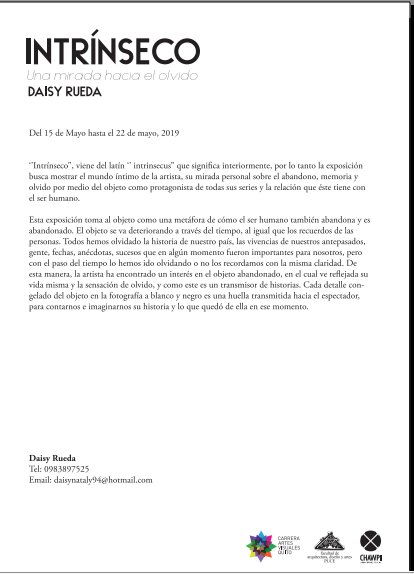 INTRÍNSECO
Una mirada hacia el olvido
DAISY RUEDA
Del 15 de Mayo hasta el 22 de mayo, 2019
“Intrínseco”, viene del latín “ intrinsecus” que significa interiormente, por lo tanto la exposición
busca mostrar el mundo íntimo de la artista, su mirada personal sobre el abandono, memoria y
olvido por medio del objeto como protagonista de todas sus series y la relación que éste tiene con
el ser humano.
Esta exposición toma al objeto como una metáfora de cómo el ser humano también abandona y es
abandonado. El objeto se va deteriorando a través del tiempo, al igual que los recuerdos de las
personas. Todos hemos olvidado la historia de nuestro país, las vivencias de nuestros antepasados,
gente, fechas, anécdotas, sucesos que en algún momento fueron importantes para nosotros, pero
con el paso del tiempo lo hemos ido olvidando o no los recordamos con la misma claridad. De
esta manera, la artista ha encontrado un interés en el objeto abandonado, en el cual ve reflejada su
vida misma y la sensación de olvido, y como este es un transmisor de historias. Cada detalle con-
gelado del objeto en la fotografía a blanco y negro es una huella transmitida hacia el espectador,
para contarnos e imaginarnos su historia y lo que quedó de ella en ese momento.
Daisy Rueda
Tel: 0983897525
Email: daisynataly94@hotmail.com
CARRERA
ARTES
VISUALES
QUITO
facultad de
arquitectura, diseño y artes
PUCE
CHAWPI